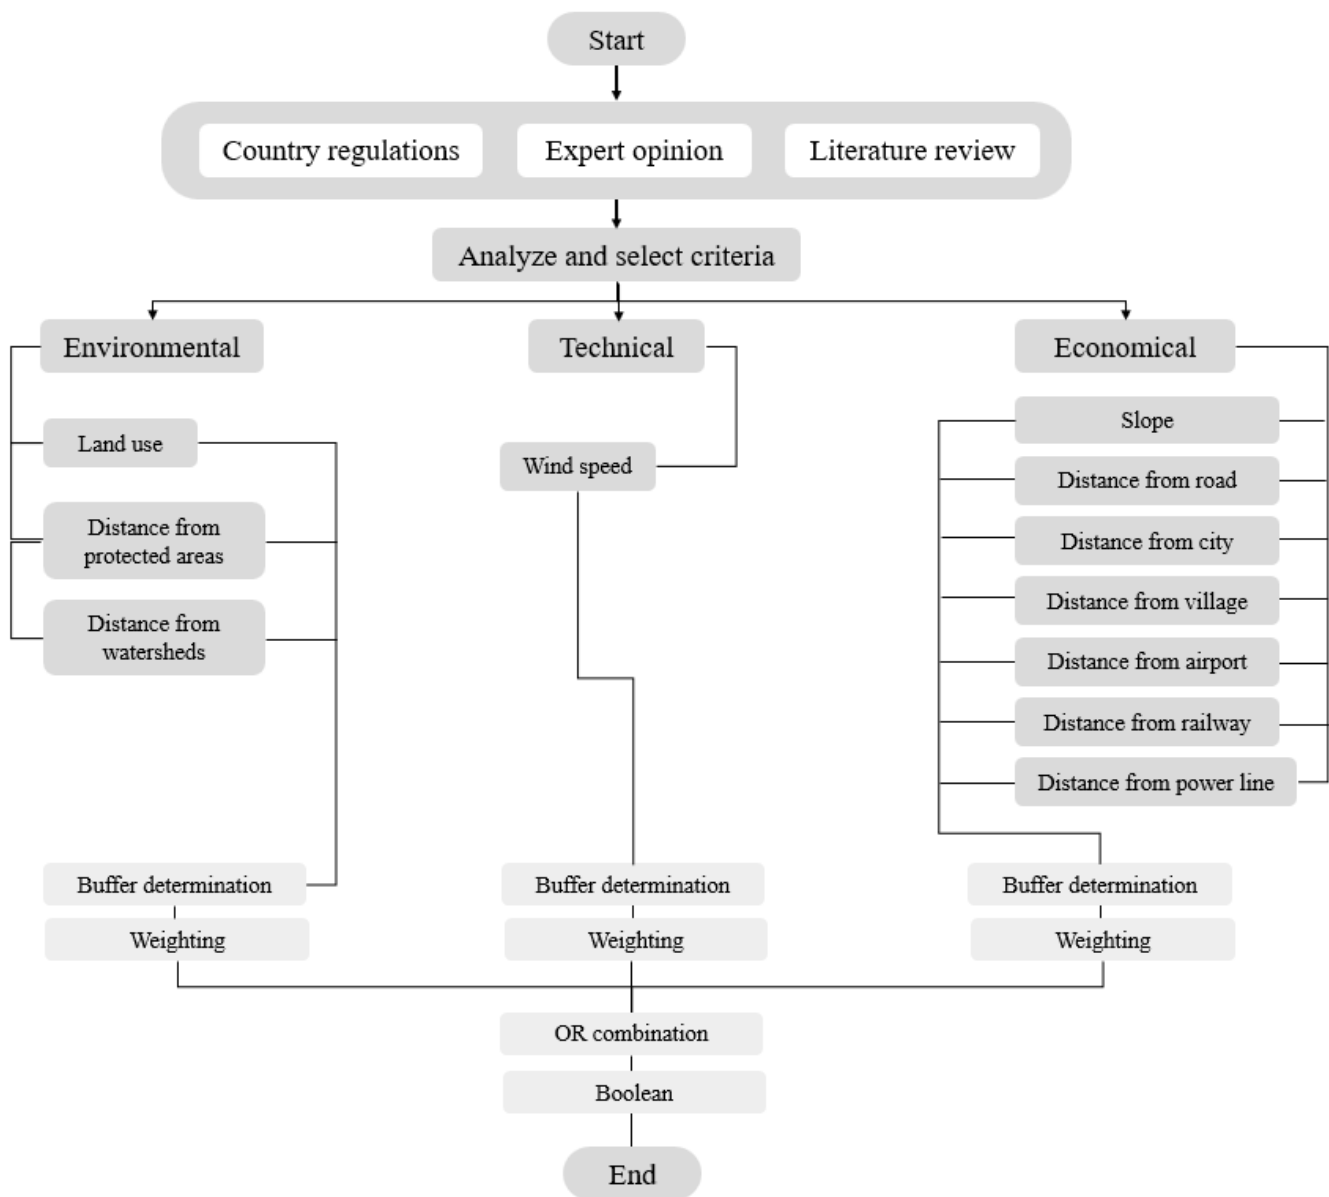 Start
Country regulations
Expert opinion
Literature review
Analyze and select criteria
Environmental
Technical
Economical
Land use
Distance from
protected areas
Distance from
watersheds
Wind speed
Slope
Distance from road
Distance from city
Distance from village
Distance from airport
Distance from railway
Distance from power line
Buffer determination
Weighting
Buffer determination
Weighting
Buffer determination
Weighting
OR combination
Boolean
End